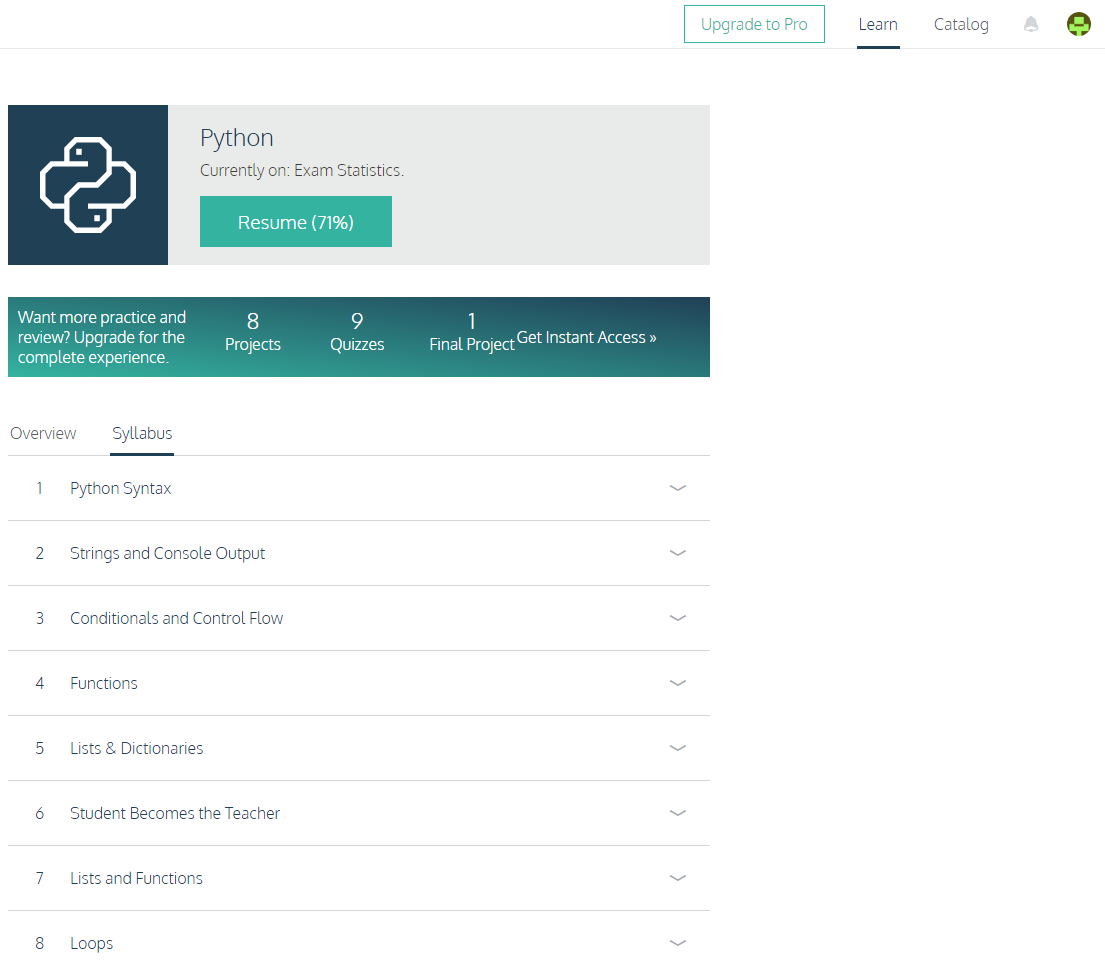 Upgrade to Pro Learn Catalog
Python
Currently on: Exam Statistics.
Resume (71%)
Want more practice and
review? Upgrade for the
complete experience.
8
Projects
9
Quizzes
1
Final Project
Get Instant Access »
Overview Syllabus
1 Python Syntax
2 Strings and Console Output
3 Conditionals and Control Flow
4 Functions
5 Lists & Dictionaries
6 Student Becomes the Teacher
7 Lists and Functions
8 Loops